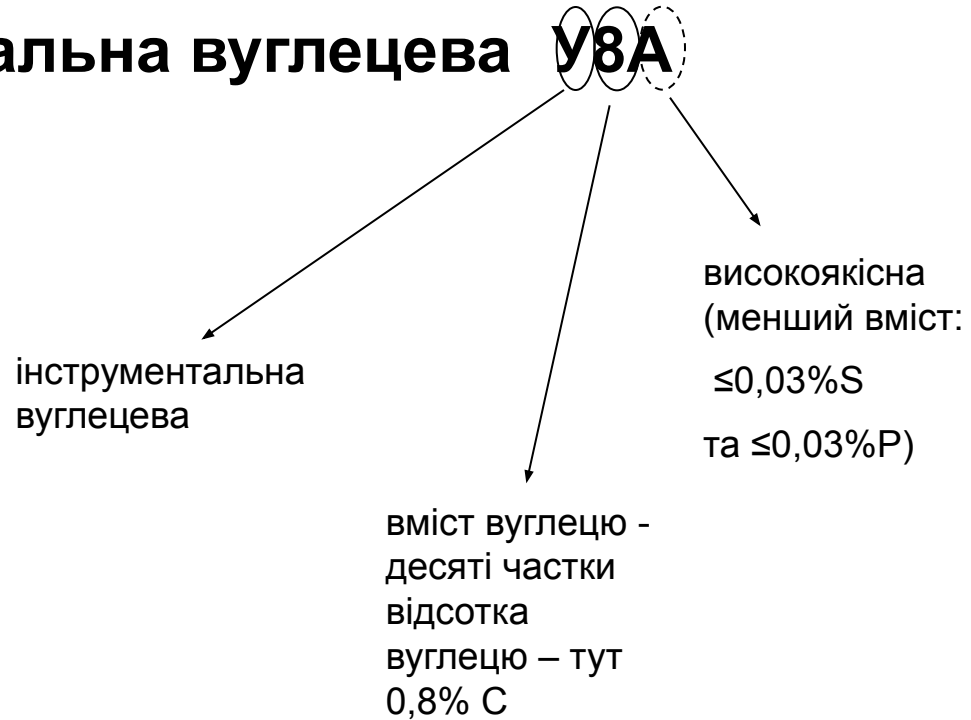 альна вуглецева У8А
інструментальна
вуглецева
вміст вуглецю -
десяті частки
відсотка
вуглецю – тут
0,8% С
високоякісна
(менший вміст:
≤0,03%S
та ≤0,03%P)